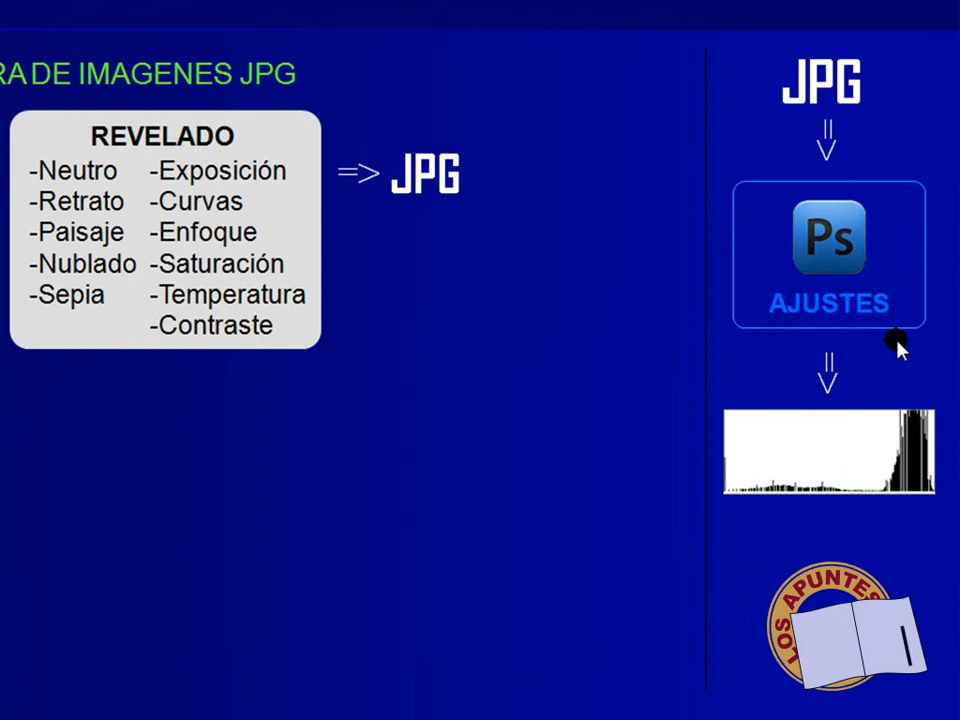 RA DE IMAGENES JPG
REVELADO
-Neutro -Exposición
-Retrato -Curvas
-Paisaje -Enfoque
-Nublado -Saturación
-Sepia -Temperatura
-Contraste
=> JPG
JPG
=>
Ps
AJUSTES
=>
LOS APUNTES